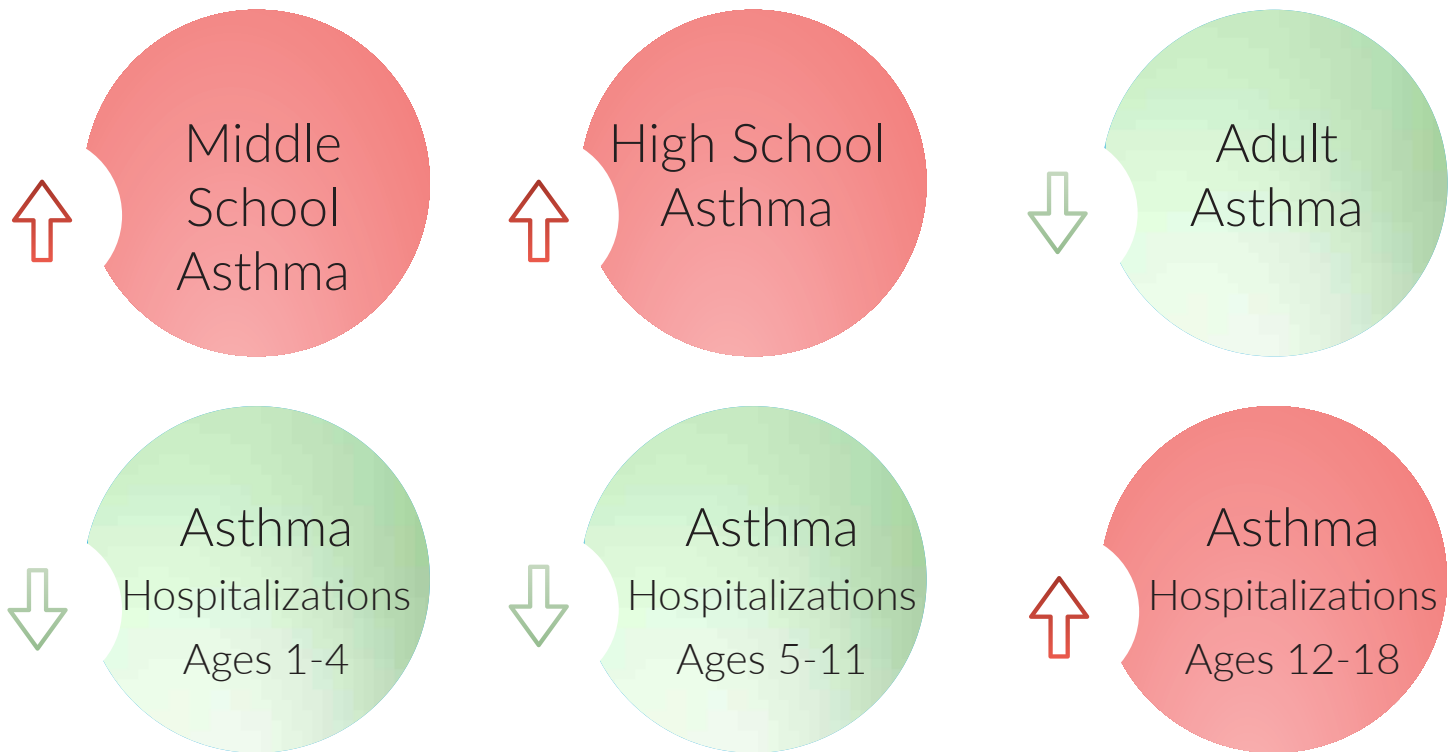 Middle
School
Asthma
High School
Asthma
Adult
Asthma
Asthma
Hospitalizations
Ages 1-4
Asthma
Hospitalizations
Ages 5-11
Asthma
Hospitalizations
Ages 12-18